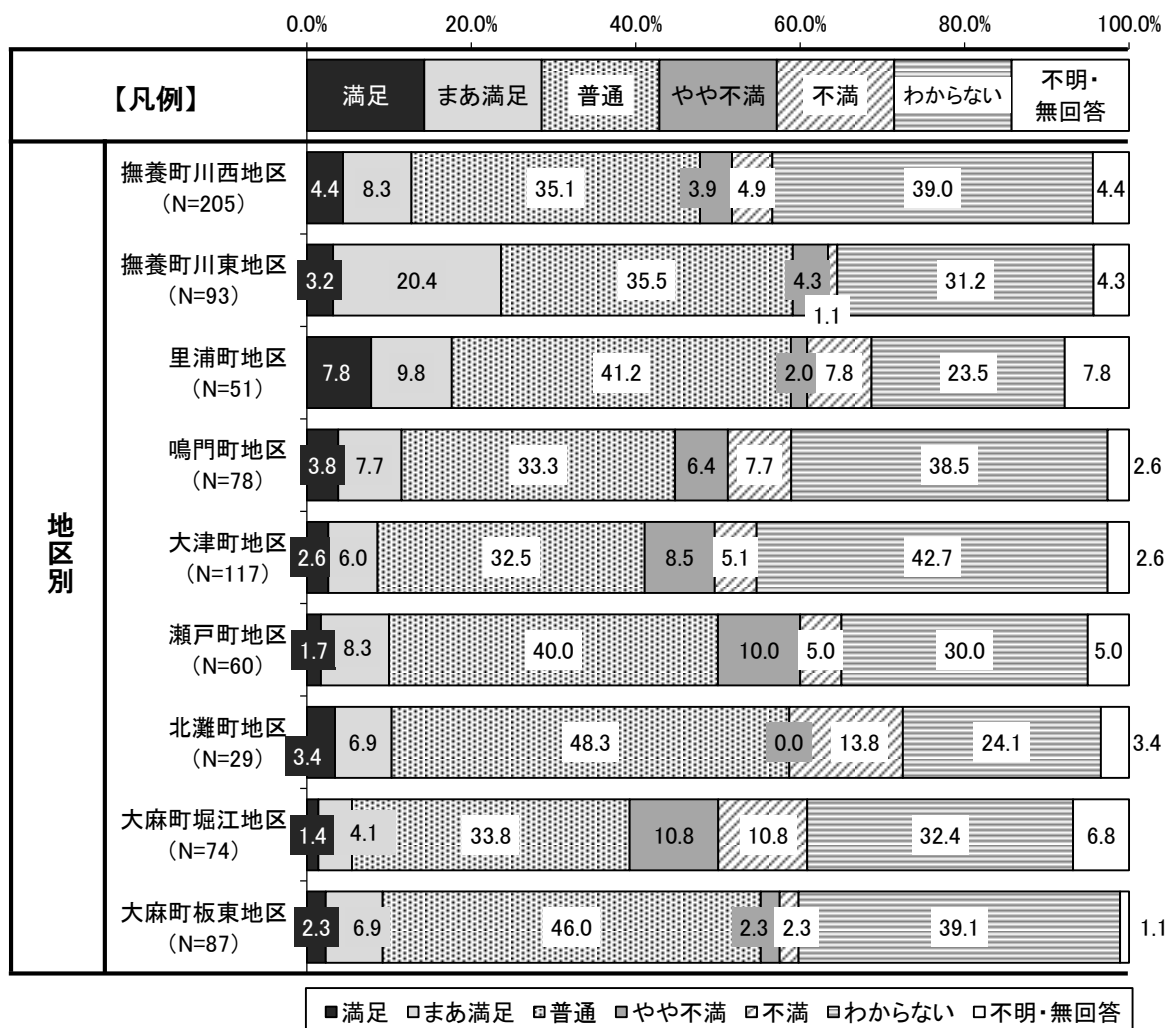 0.0% 20.0% 40.0% 60.0% 80.0% 100.0%
【凡例】 満足 まあ満足 普通 やや不満 不満 わからない 不明・
無回答
地区別
撫養町川西地区
(N=205)
4.4 8.3 35.1 3.9 4.9 39.0 4.4
撫養町川東地区
(N=93)
3.2 20.4 35.5 4.3 1.1 31.2 4.3
里浦町地区
(N=51)
7.8 9.8 41.2 2.0 7.8 23.5 7.8
鳴門町地区
(N=78)
3.8 7.7 33.3 6.4 7.7 38.5 2.6
大津町地区
(N=117)
2.6 6.0 32.5 8.5 5.1 42.7 2.6
瀬戸町地区
(N=60)
1.7 8.3 40.0 10.0 5.0 30.0 5.0
北灘町地区
(N=29)
3.4 6.9 48.3 0.0 13.8 24.1 3.4
大麻町堀江地区
(N=74)
1.4 4.1 33.8 10.8 10.8 32.4 6.8
大麻町板東地区
(N=87)
2.3 6.9 46.0 2.3 2.3 39.1 1.1
満足 まあ満足 普通 やや不満 不満 わからない 不明・無回答